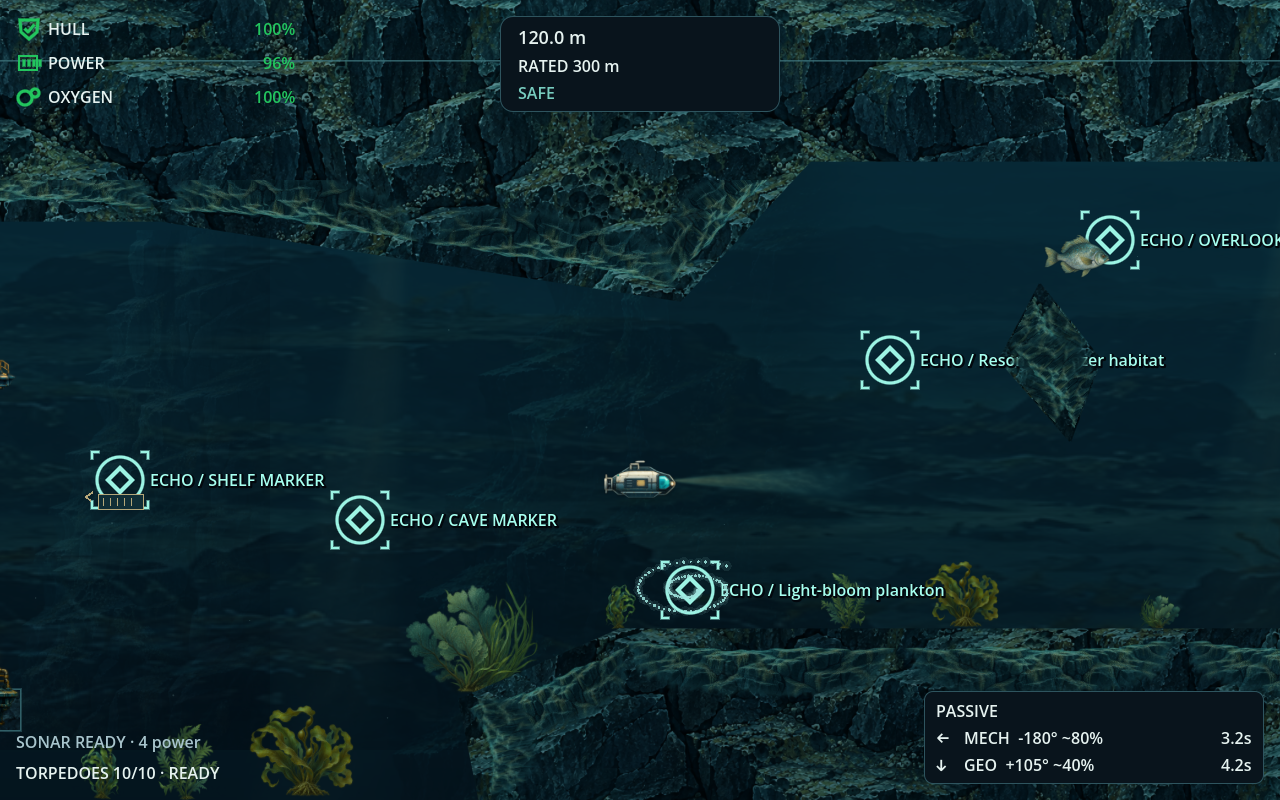 HULL 100%
POWER 96%
OXYGEN 100%
120.0 m
RATED 300 m
SAFE
ECHO / OVERLOOK
ECHO / er habitat
ECHO / SHELF MARKER
ECHO / CAVE MARKER
ECHO / Light-bloom plankton
SONAR READY · 4 power
TORPEDOES 10/10 · READY
PASSIVE
← MECH -180° ~80% 3.2s
↓ GEO +105° ~40% 4.2s